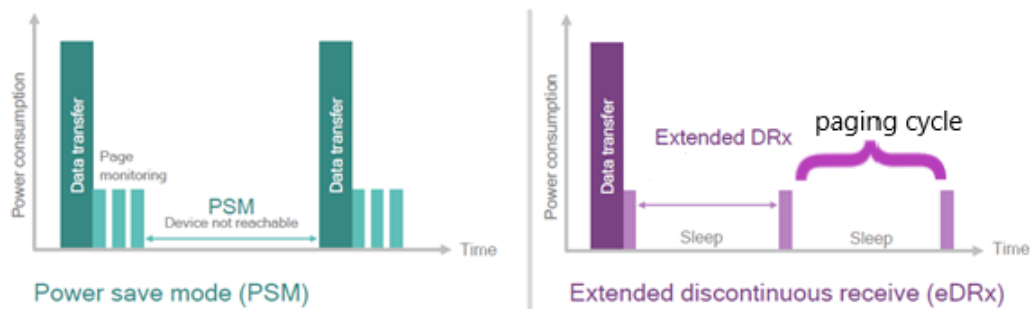 Power consumption
Data transfer
Page
monitoring
PSM
Device not reachable
Data transfer
Time
Power save mode (PSM)
Power consumption
Data transfer
Extended DRx
paging cycle
Sleep
Sleep
Time
Extended discontinuous receive (eDRx)